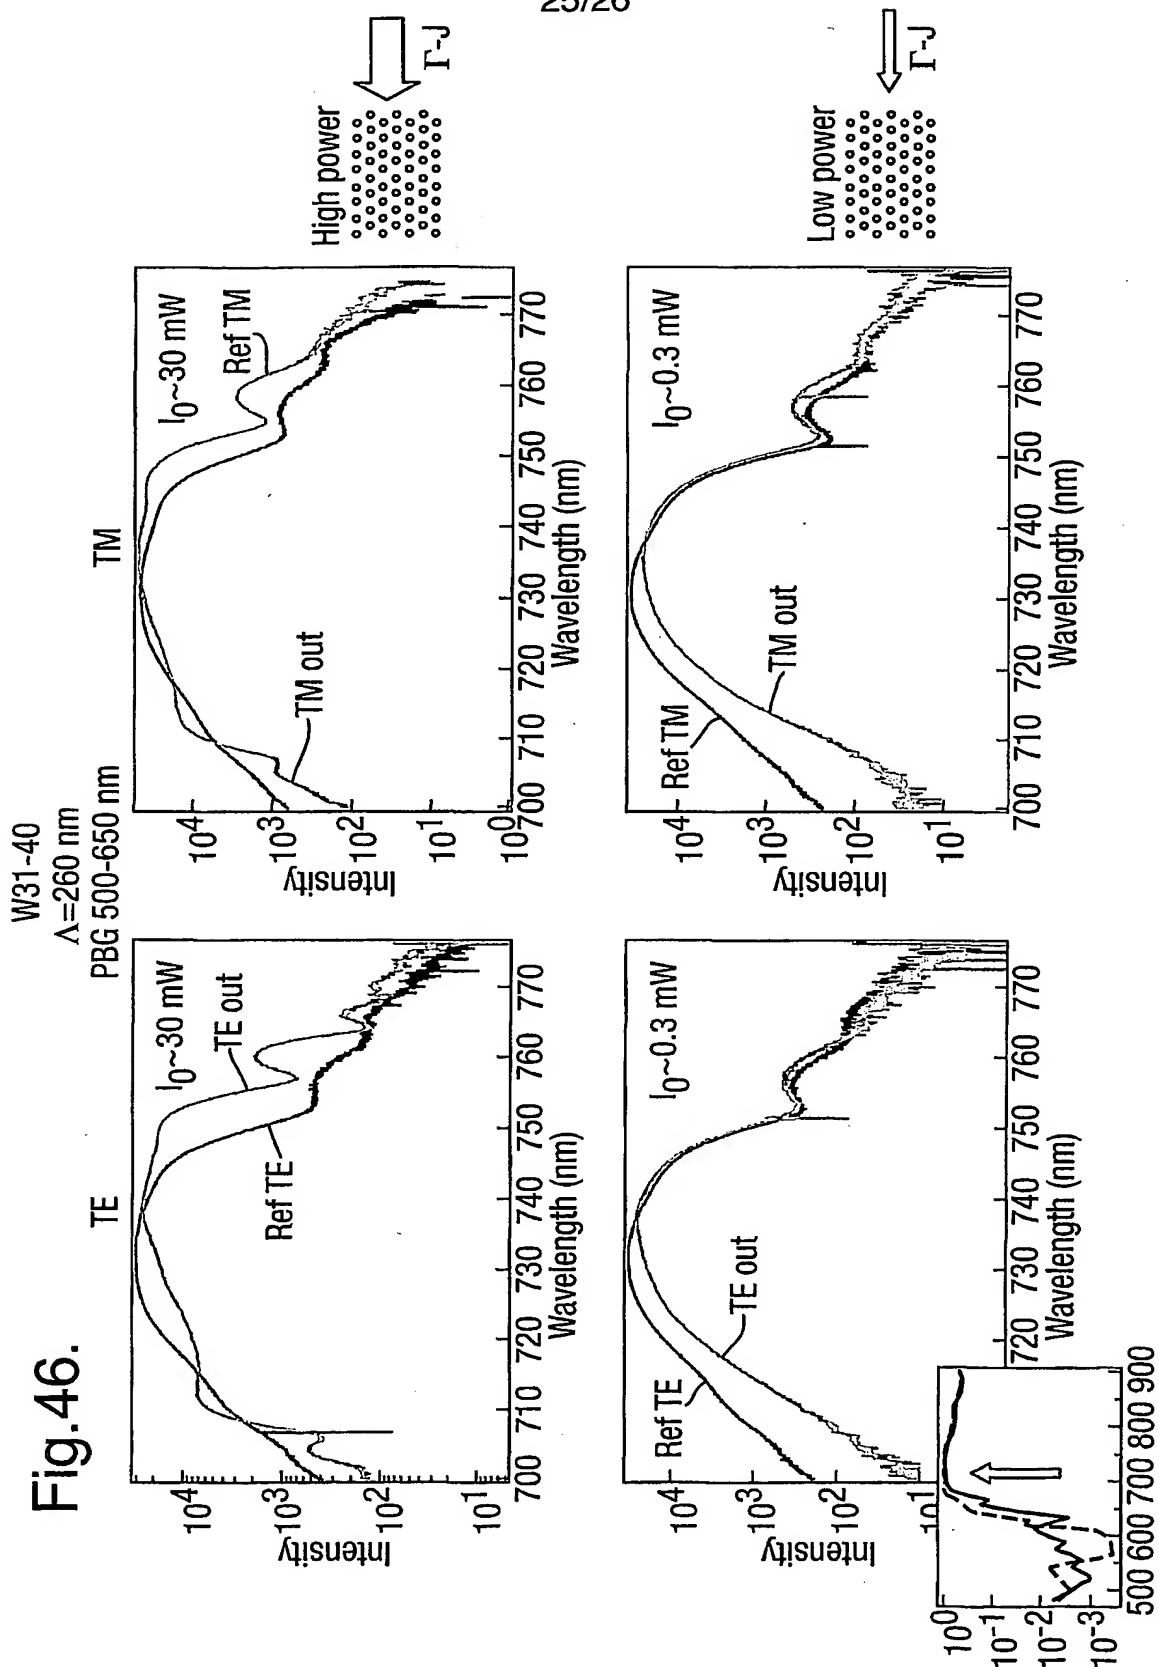 25/26
Fig.46.
W31-40
Λ=260 nm
PBG 500-650 nm
TE
I0~30 mW
TE out
Ref TE
Intensity
10^4
10^3
10^2
10^1
700 710 720 730 740 750 760 770
Wavelength (nm)
TM
I0~30 mW
Ref TM
TM out
Intensity
10^4
10^3
10^2
10^1
10^0
700 710 720 730 740 750 760 770
Wavelength (nm)
High power
Γ-J
I0~0.3 mW
Ref TE
TE out
Intensity
10^4
10^3
10^2
10^1
720 730 740 750 760 770
Wavelength (nm)
10^0
10^-1
10^-2
10^-3
500 600 700 800 900
I0~0.3 mW
Ref TM
TM out
Intensity
10^4
10^3
10^2
10^1
700 710 720 730 740 750 760 770
Wavelength (nm)
Low power
Γ-J